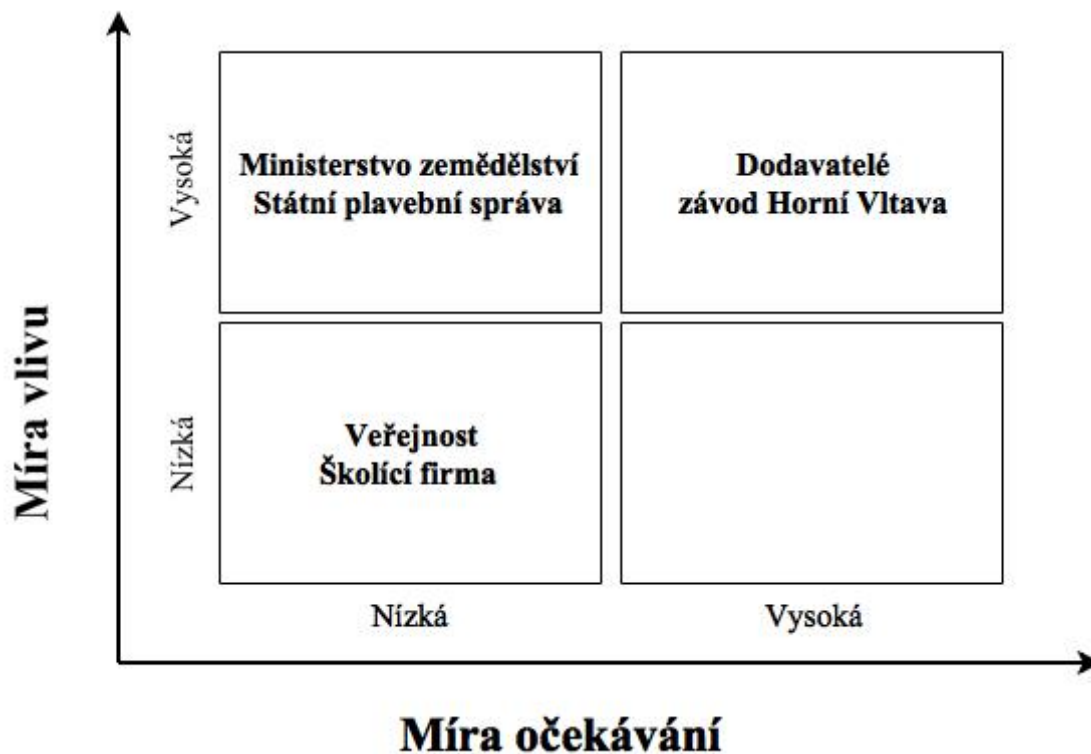 Míra vlivu
Vysoká
Ministerstvo zemědělství
Státní plavební správa
Dodavatelé
závod Horní Vltava
Nízká
Veřejnost
Školící firma
Nízká
Vysoká
Míra očekávání